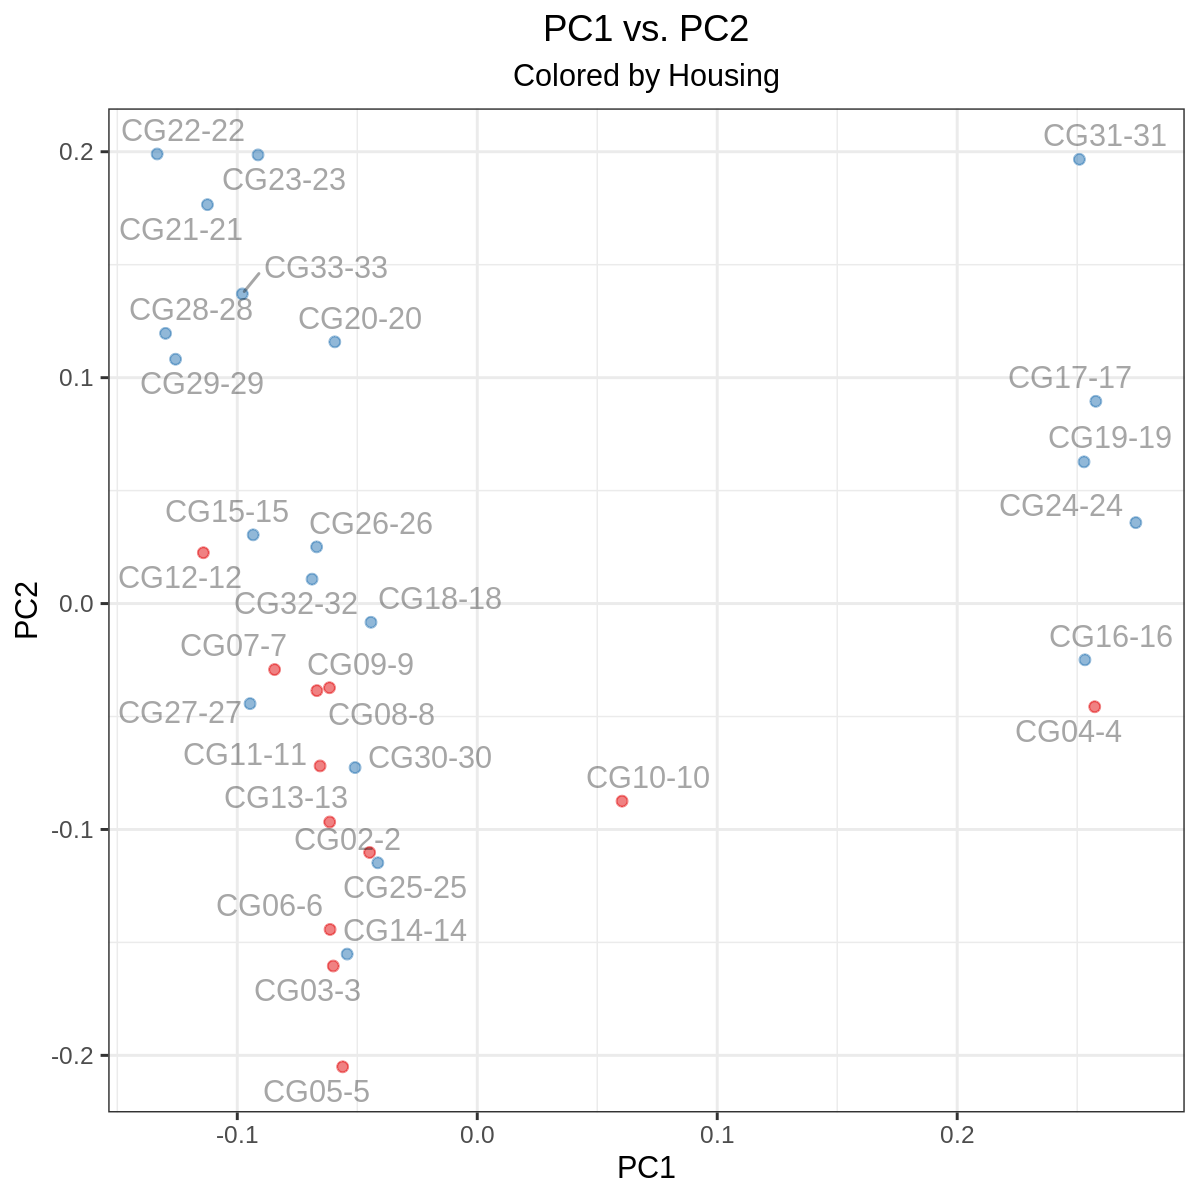 PC1 vs. PC2
Colored by Housing
CG22-22
CG31-31
0.2
CG23-23
CG21-21
CG33-33
CG28-28
CG20-20
0.1
CG29-29
CG17-17
CG19-19
CG24-24
CG15-15
CG26-26
CG12-12
0.0
CG32-32
CG18-18
PC2
CG07-7
CG09-9
CG16-16
CG27-27
CG08-8
CG04-4
CG11-11
CG30-30
CG10-10
CG13-13
-0.1
CG02-2
CG25-25
CG06-6
CG14-14
CG03-3
-0.2
CG05-5
-0.1 0.0 0.1 0.2
PC1